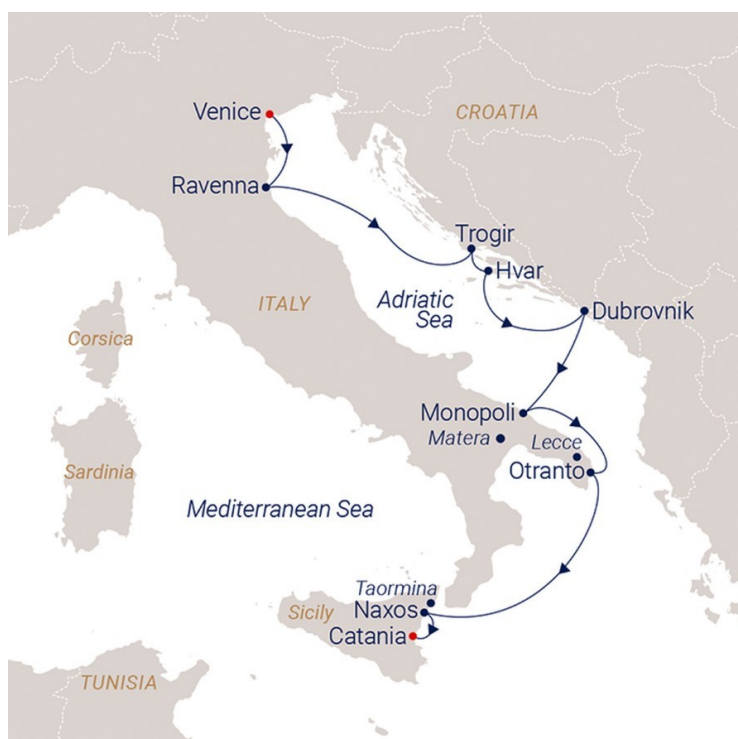 Venice
CROATIA
Ravenna
Trogir
Hvar
Adriatic
Sea
ITALY
Dubrovnik
Corsica
Monopoli
Matera
Lecce
Sardinia
Otranto
Mediterranean Sea
Taormina
Sicily
Naxos
Catania
TUNISIA